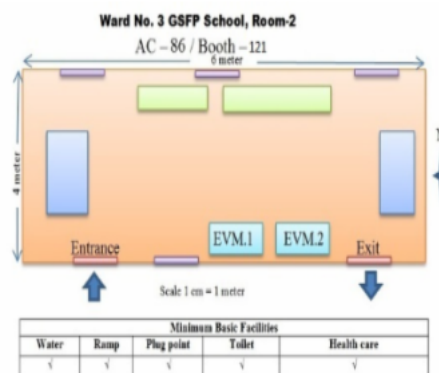 Ward No. 3 GSFP School, Room-2
AC – 86 / Booth – 121
6 meter
4 meter
EVM.1 EVM.2
Entrance Exit
Scale 1 cm = 1 meter
Minimum Basic Facilities
Water Ramp Plug point Toilet Health care
√ √ √ √ √